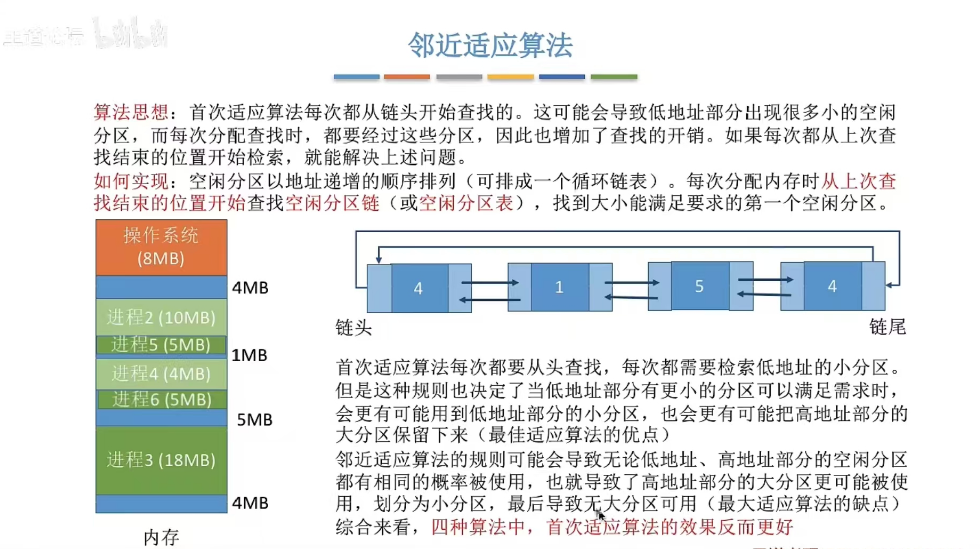 邻近适应算法
算法思想：首次适应算法每次都从链头开始查找的。这可能会导致低地址部分出现很多小的空闲
分区，而每次分配查找时，都要经过这些分区，因此也增加了查找的开销。如果每次都从上次查
找结束的位置开始检索，就能解决上述问题。
如何实现：空闲分区以地址递增的顺序排列（可排成一个循环链表）。每次分配内存时从上次查
找结束的位置开始查找空闲分区链（或空闲分区表），找到大小能满足要求的第一个空闲分区。
操作系统
(8MB)
4MB
进程2 (10MB)
进程5 (5MB)
1MB
进程4 (4MB)
进程6 (5MB)
5MB
进程3 (18MB)
4MB
内存
4
1
5
4
链头
链尾
首次适应算法每次都要从头查找，每次都需要检索低地址的小分区。
但是这种规则也决定了当低地址部分有更小的分区可以满足需求时，
会更有可能用到低地址部分的小分区，也会更有可能把高地址部分的
大分区保留下来（最佳适应算法的优点）
邻近适应算法的规则可能会导致无论低地址、高地址部分的空闲分区
都有相同的概率被使用，也就导致了高地址部分的大分区更可能被使
用，划分为小分区，最后导致无大分区可用（最大适应算法的缺点）
综合来看，四种算法中，首次适应算法的效果反而更好